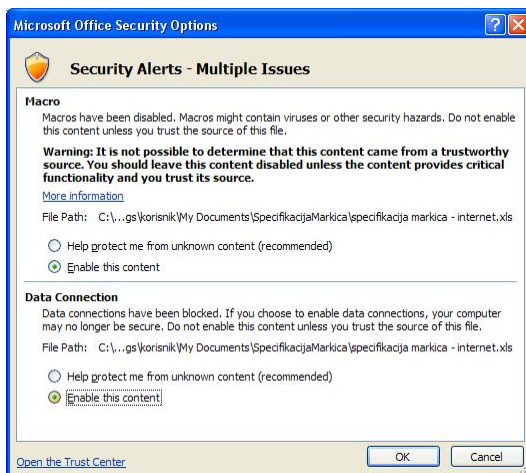 Microsoft Office Security Options
Security Alerts - Multiple Issues
Macro
Macros have been disabled. Macros might contain viruses or other security hazards. Do not enable
this content unless you trust the source of this file.
Warning: It is not possible to determine that this content came from a trustworthy
source. You should leave this content disabled unless the content provides critical
functionality and you trust its source.
More information
File Path: C:\...gs\korisnik\My Documents\SpecifikacijaMarkica\specifikacija markica - internet.xls
Help protect me from unknown content (recommended)
Enable this content
Data Connection
Data connections have been blocked. If you choose to enable data connections, your computer
may no longer be secure. Do not enable this content unless you trust the source of this file.
File Path: C:\...gs\korisnik\My Documents\SpecifikacijaMarkica\specifikacija markica - internet.xls
Help protect me from unknown content (recommended)
Enable this content
Open the Trust Center
OK
Cancel